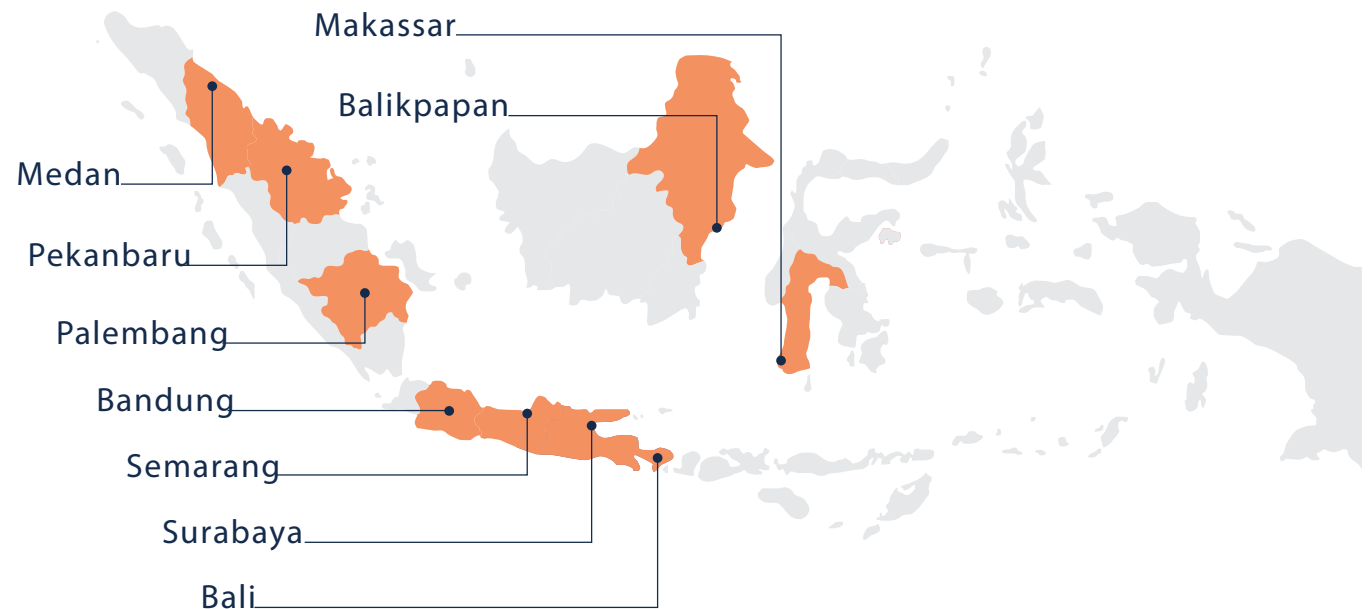 Makassar
Balikpapan
Medan
Pekanbaru
Palembang
Bandung
Semarang
Surabaya
Bali